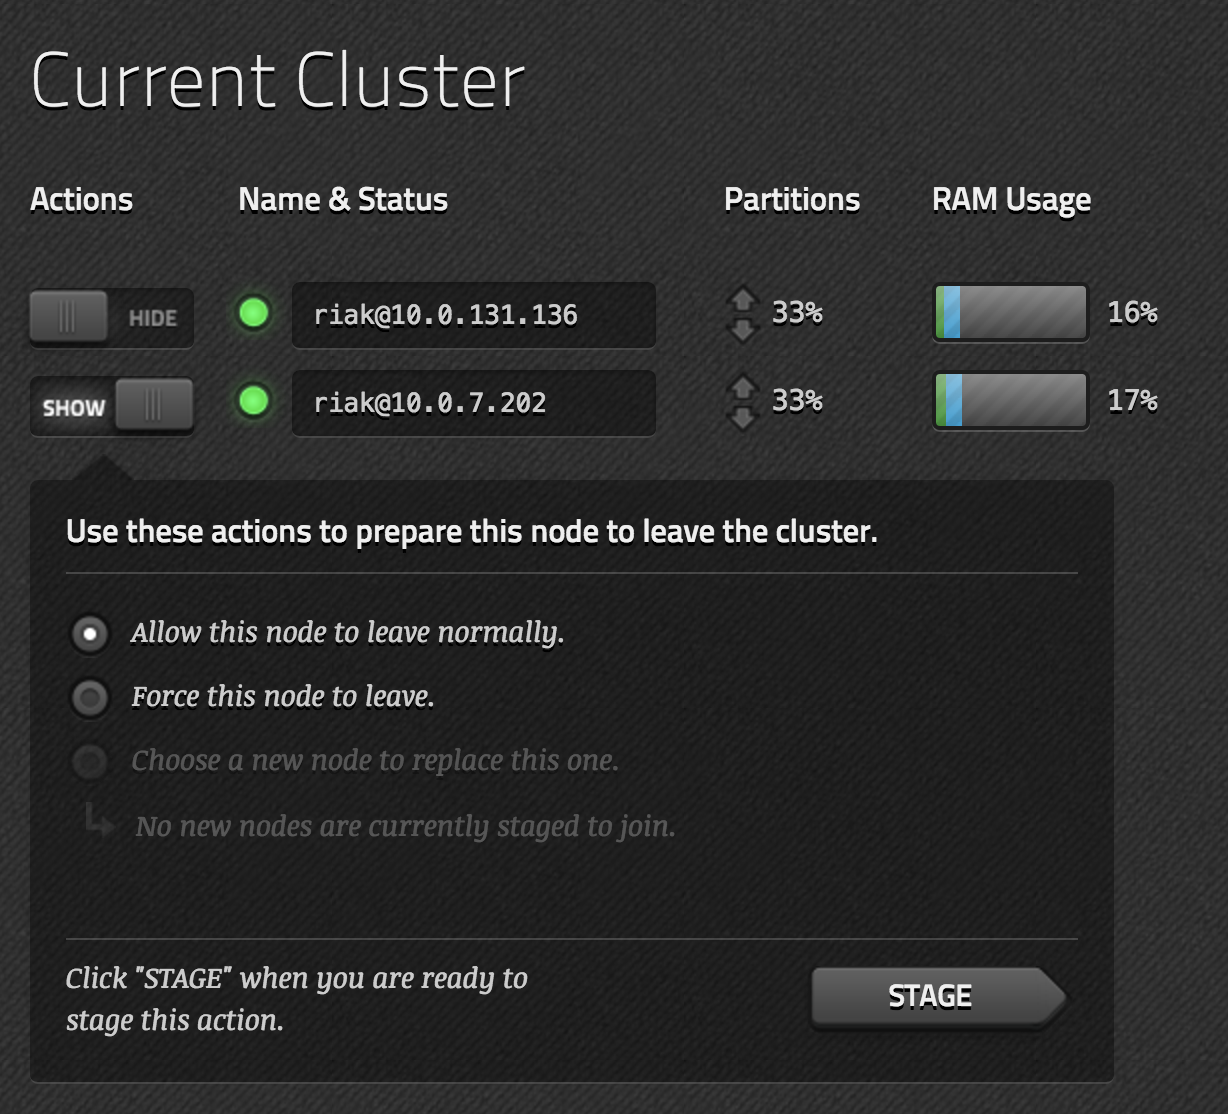 Current Cluster
Actions Name & Status Partitions RAM Usage
HIDE riak@10.0.131.136 33% 16%
SHOW riak@10.0.7.202 33% 17%
Use these actions to prepare this node to leave the cluster.
Allow this node to leave normally.
Force this node to leave.
Choose a new node to replace this one.
No new nodes are currently staged to join.
Click "STAGE" when you are ready to
stage this action.
STAGE